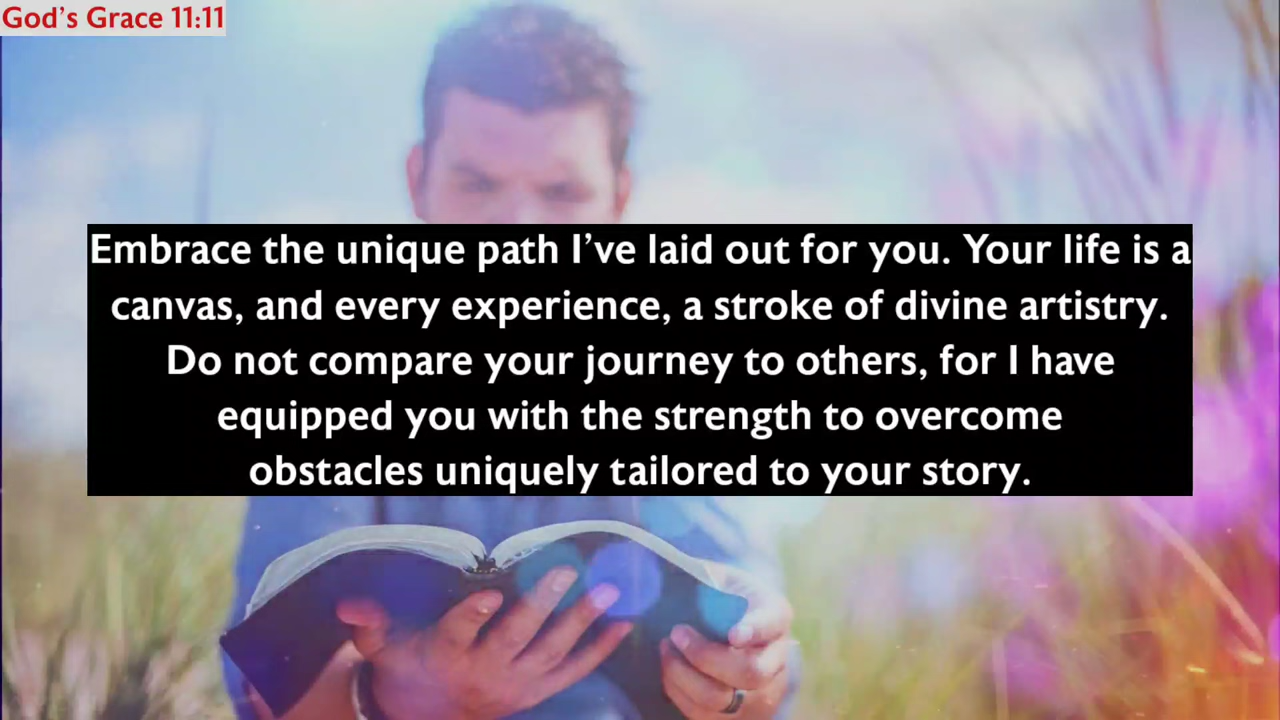 God’s Grace 11:11
Embrace the unique path I’ve laid out for you. Your life is a
canvas, and every experience, a stroke of divine artistry.
Do not compare your journey to others, for I have
equipped you with the strength to overcome
obstacles uniquely tailored to your story.